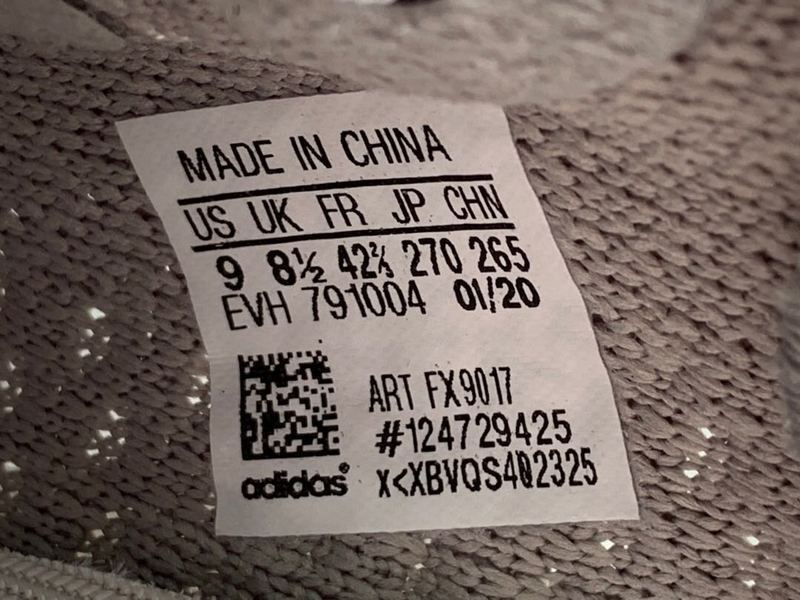 MADE IN CHINA
US UK FR JP CHN
9 8½ 42⅔ 270 265
EVH 791004 01/20
ART FX9017
#124729425
adidas® X<XBVQS402325